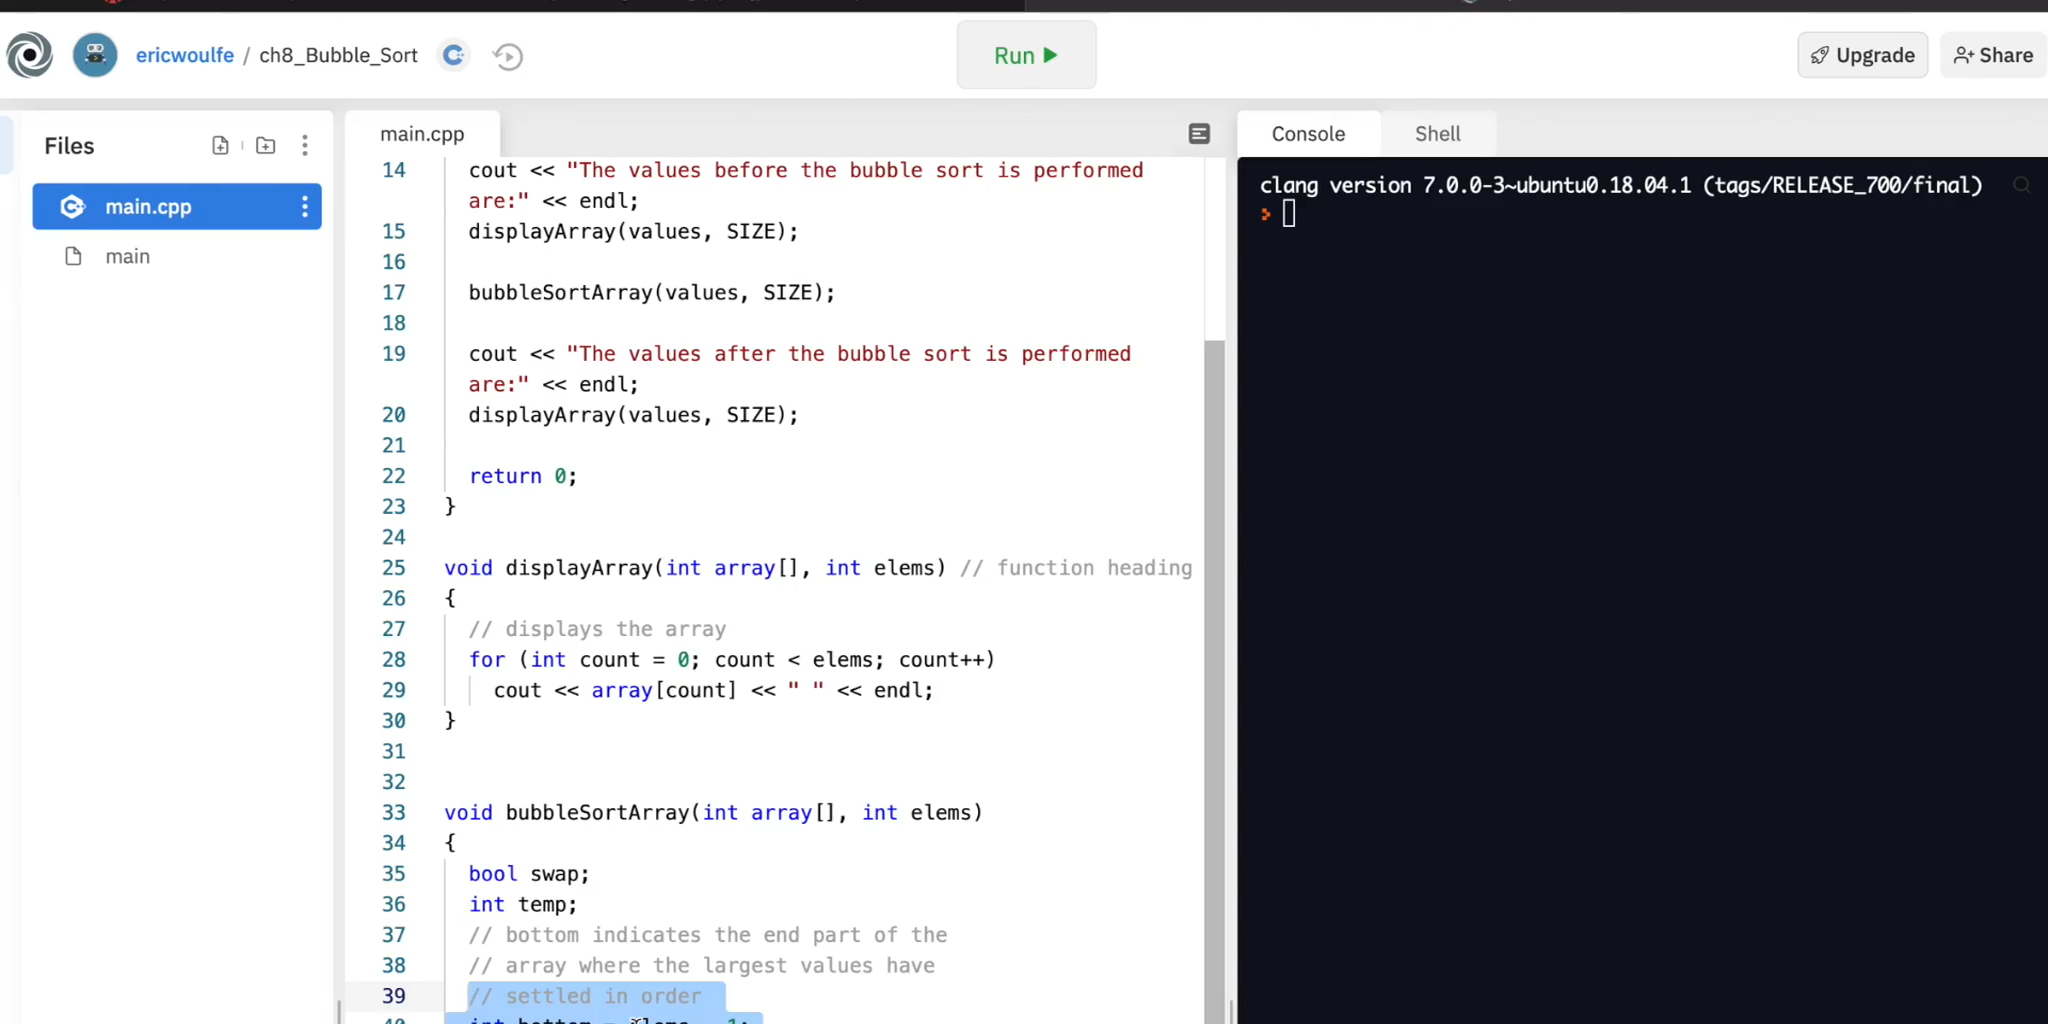 ericwoulfe / ch8_Bubble_Sort
Run
Upgrade
Share
Files
main.cpp
main
main.cpp
14 cout << "The values before the bubble sort is performed
are:" << endl;
15 displayArray(values, SIZE);
16
17 bubbleSortArray(values, SIZE);
18
19 cout << "The values after the bubble sort is performed
are:" << endl;
20 displayArray(values, SIZE);
21
22 return 0;
23 }
24
25 void displayArray(int array[], int elems) // function heading
26 {
27 // displays the array
28 for (int count = 0; count < elems; count++)
29 cout << array[count] << " " << endl;
30 }
31
32
33 void bubbleSortArray(int array[], int elems)
34 {
35 bool swap;
36 int temp;
37 // bottom indicates the end part of the
38 // array where the largest values have
39 // settled in order
40 int bottom = elems - 1;
Console
Shell
clang version 7.0.0-3~ubuntu0.18.04.1 (tags/RELEASE_700/final)